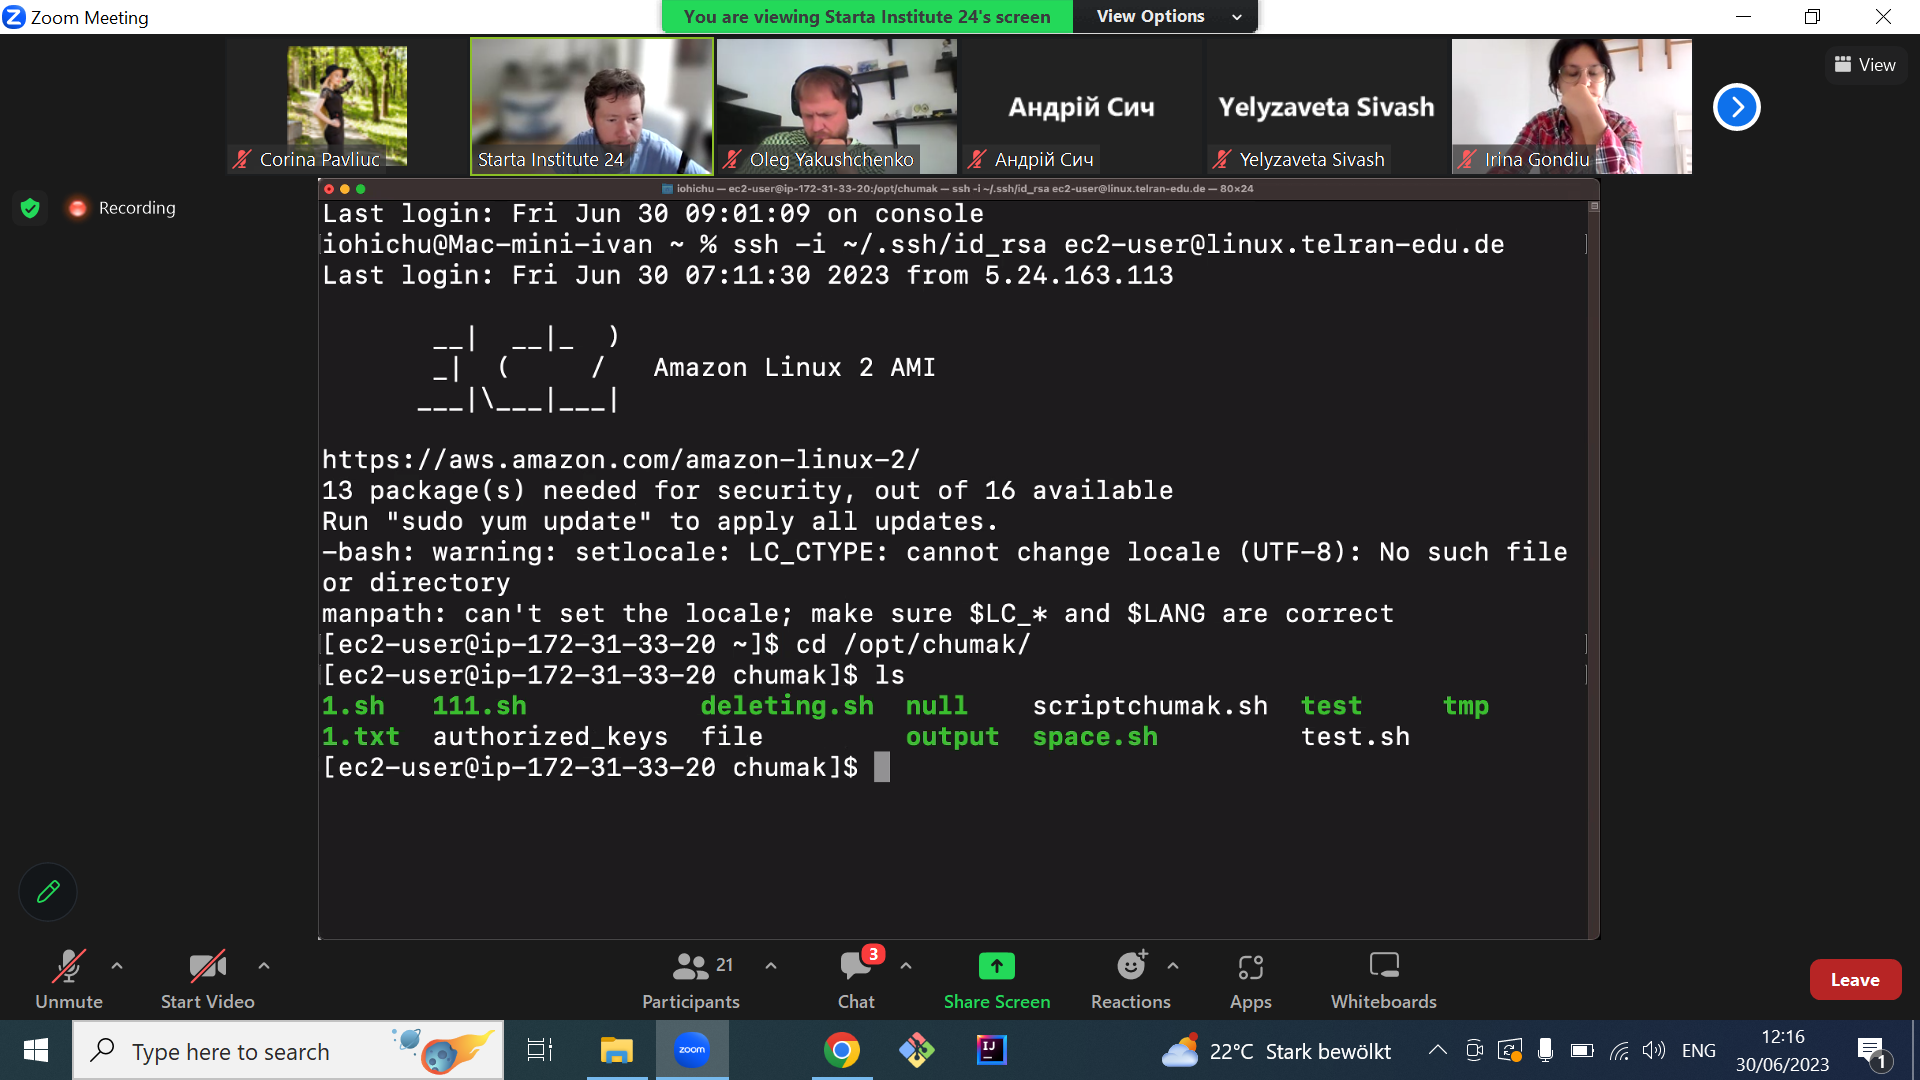 Zoom Meeting
You are viewing Starta Institute 24's screen
View Options
View
Corina Pavliuc
Starta Institute 24
Oleg Yakushchenko
Андрій Сич
Андрій Сич
Yelyzaveta Sivash
Yelyzaveta Sivash
Irina Gondiu
Recording
iohichu — ec2-user@ip-172-31-33-20:/opt/chumak — ssh -i ~/.ssh/id_rsa ec2-user@linux.telran-edu.de — 80×24
Last login: Fri Jun 30 09:01:09 on console
iohichu@Mac-mini-ivan ~ % ssh -i ~/.ssh/id_rsa ec2-user@linux.telran-edu.de
Last login: Fri Jun 30 07:11:30 2023 from 5.24.163.113
__|  __|_  )
_|  (     /   Amazon Linux 2 AMI
___|\___|___|
https://aws.amazon.com/amazon-linux-2/
13 package(s) needed for security, out of 16 available
Run "sudo yum update" to apply all updates.
-bash: warning: setlocale: LC_CTYPE: cannot change locale (UTF-8): No such file
or directory
manpath: can't set the locale; make sure $LC_* and $LANG are correct
[ec2-user@ip-172-31-33-20 ~]$ cd /opt/chumak/
[ec2-user@ip-172-31-33-20 chumak]$ ls
1.sh 111.sh deleting.sh null scriptchumak.sh test tmp
1.txt authorized_keys file output space.sh test.sh
[ec2-user@ip-172-31-33-20 chumak]$
Unmute
Start Video
21
Participants
3
Chat
Share Screen
Reactions
Apps
Whiteboards
Leave
Type here to search
zoom
IJ
22°C Stark bewölkt
ENG
12:16
30/06/2023
1